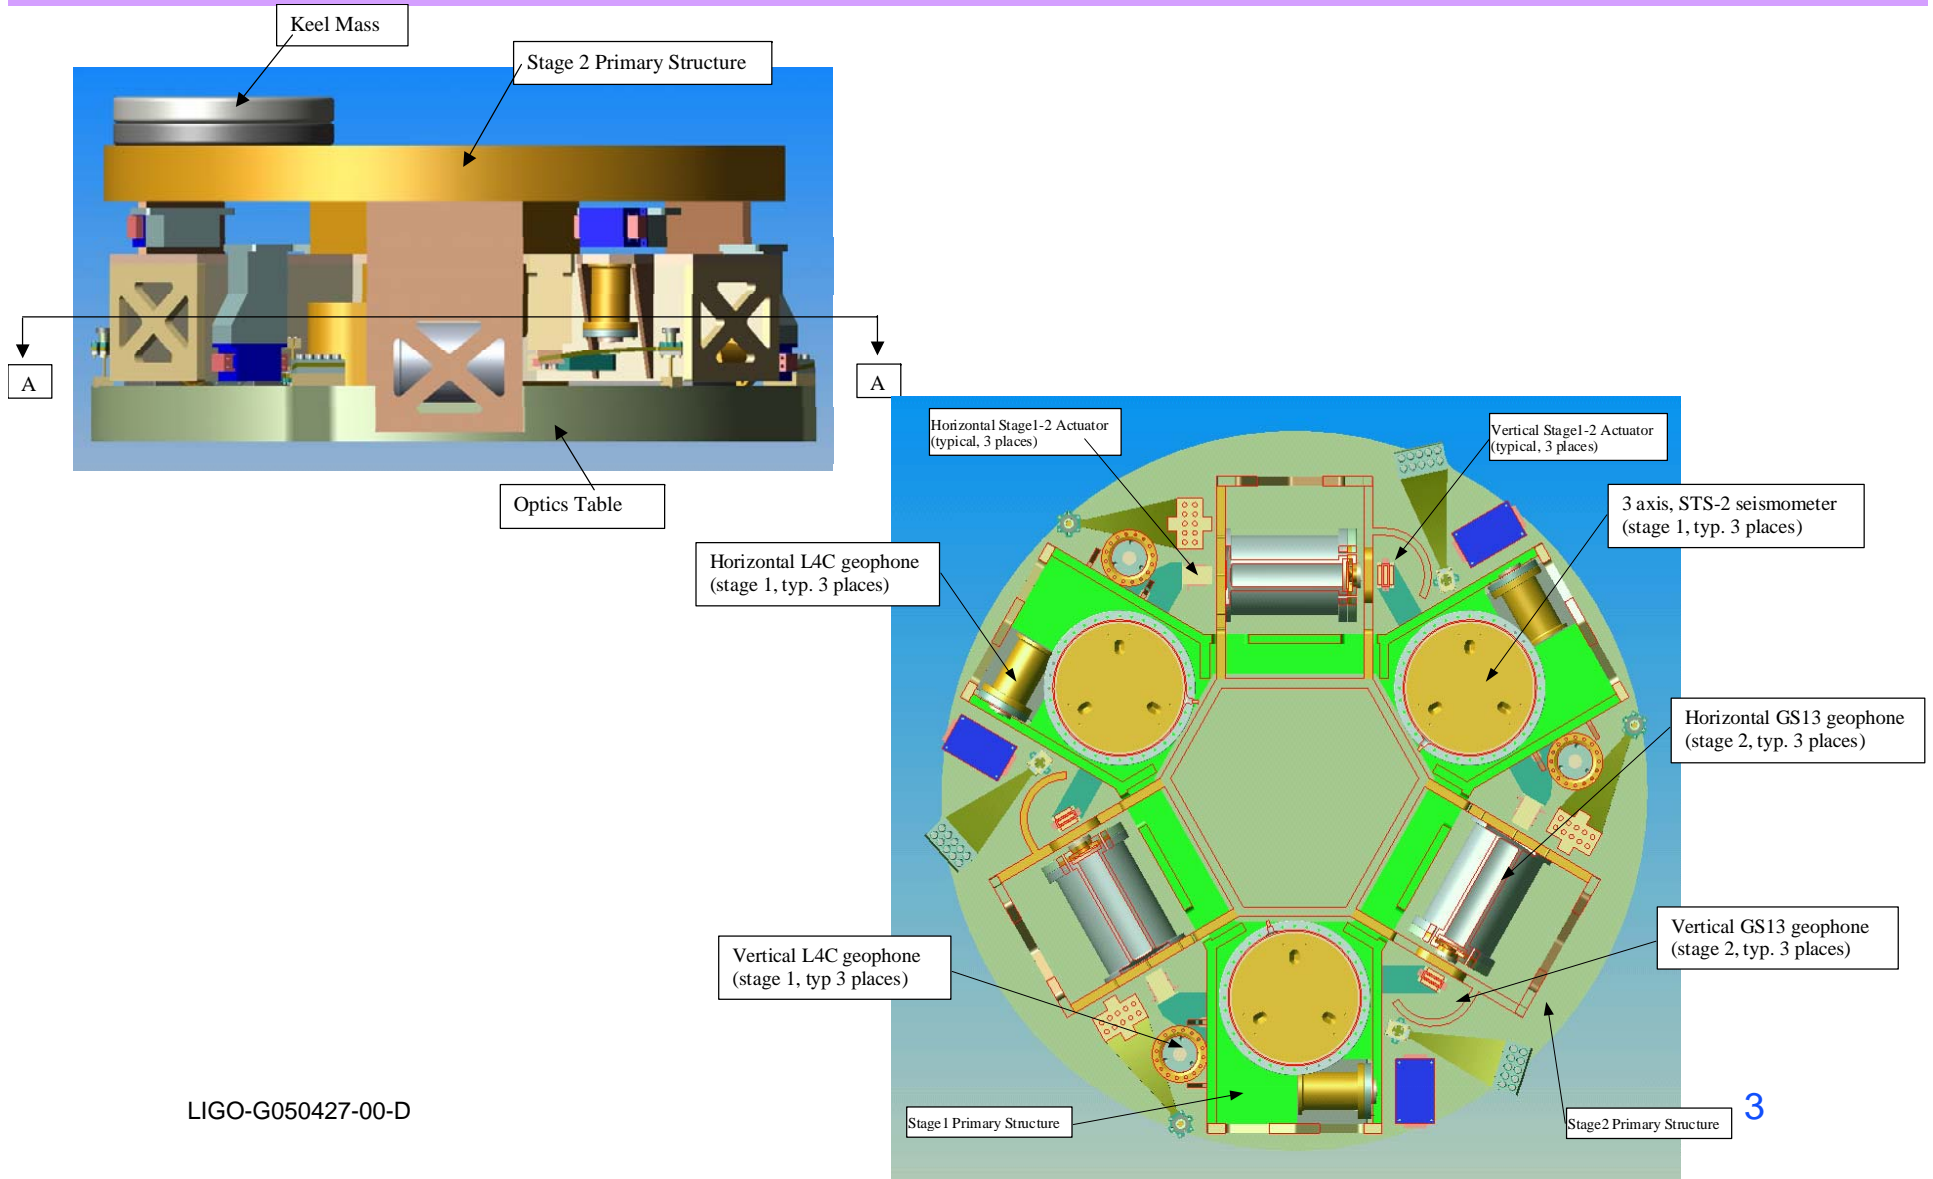 Keel Mass
Stage 2 Primary Structure
A
A
Optics Table
Horizontal Stage1-2 Actuator
(typical, 3 places)
Vertical Stage1-2 Actuator
(typical, 3 places)
3 axis, STS-2 seismometer
(stage 1, typ. 3 places)
Horizontal L4C geophone
(stage 1, typ. 3 places)
Horizontal GS13 geophone
(stage 2, typ. 3 places)
Vertical GS13 geophone
(stage 2, typ. 3 places)
Vertical L4C geophone
(stage 1, typ 3 places)
Stage1 Primary Structure
Stage2 Primary Structure
LIGO-G050427-00-D
3